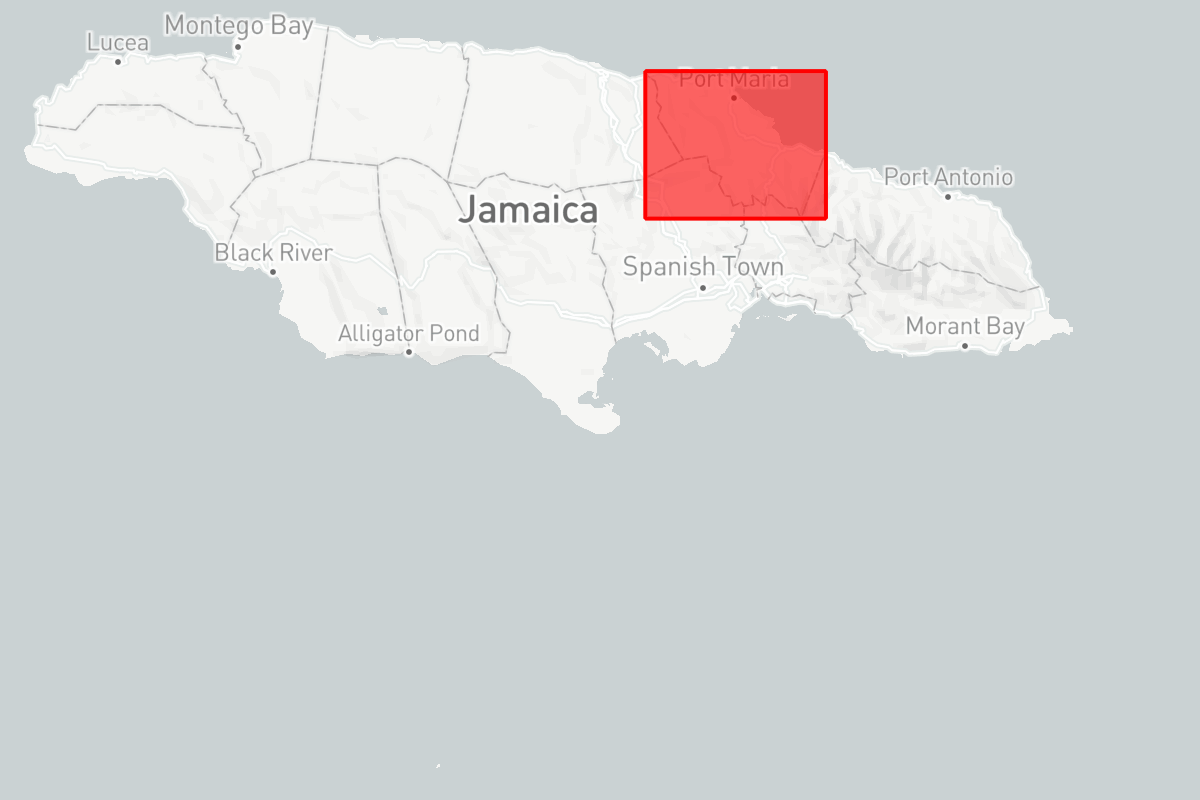 Montego Bay
Lucea
Port Maria
Port Antonio
Jamaica
Black River
Spanish Town
Alligator Pond
Morant Bay